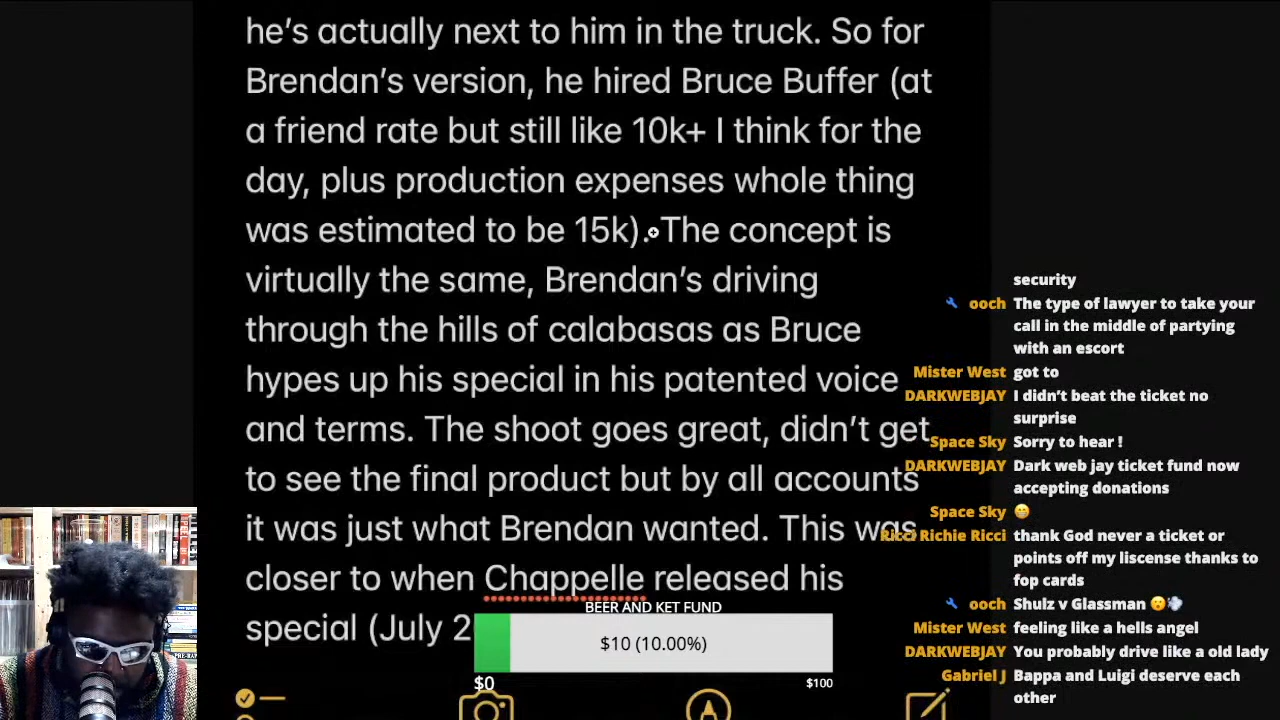 he's actually next to him in the truck. So for
Brendan's version, he hired Bruce Buffer (at
a friend rate but still like 10k+ I think for the
day, plus production expenses whole thing
was estimated to be 15k). The concept is
virtually the same, Brendan's driving
through the hills of calabasas as Bruce
hypes up his special in his patented voice
and terms. The shoot goes great, didn't get
to see the final product but by all accounts
it was just what Brendan wanted. This was
closer to when Chappelle released his
special (July 2
BEER AND KET FUND
$10 (10.00%)
$0
$100
security
ooch The type of lawyer to take your
call in the middle of partying
with an escort
Mister West got to
DARKWEBJAY I didn't beat the ticket no
surprise
Space Sky Sorry to hear !
DARKWEBJAY Dark web jay ticket fund now
accepting donations
Space Sky 😁
Ricci Richie Ricci thank God never a ticket or
points off my liscense thanks to
fop cards
ooch Shulz v Glassman 😮💨
Mister West feeling like a hells angel
DARKWEBJAY You probably drive like a old lady
Gabriel J Bappa and Luigi deserve each
other